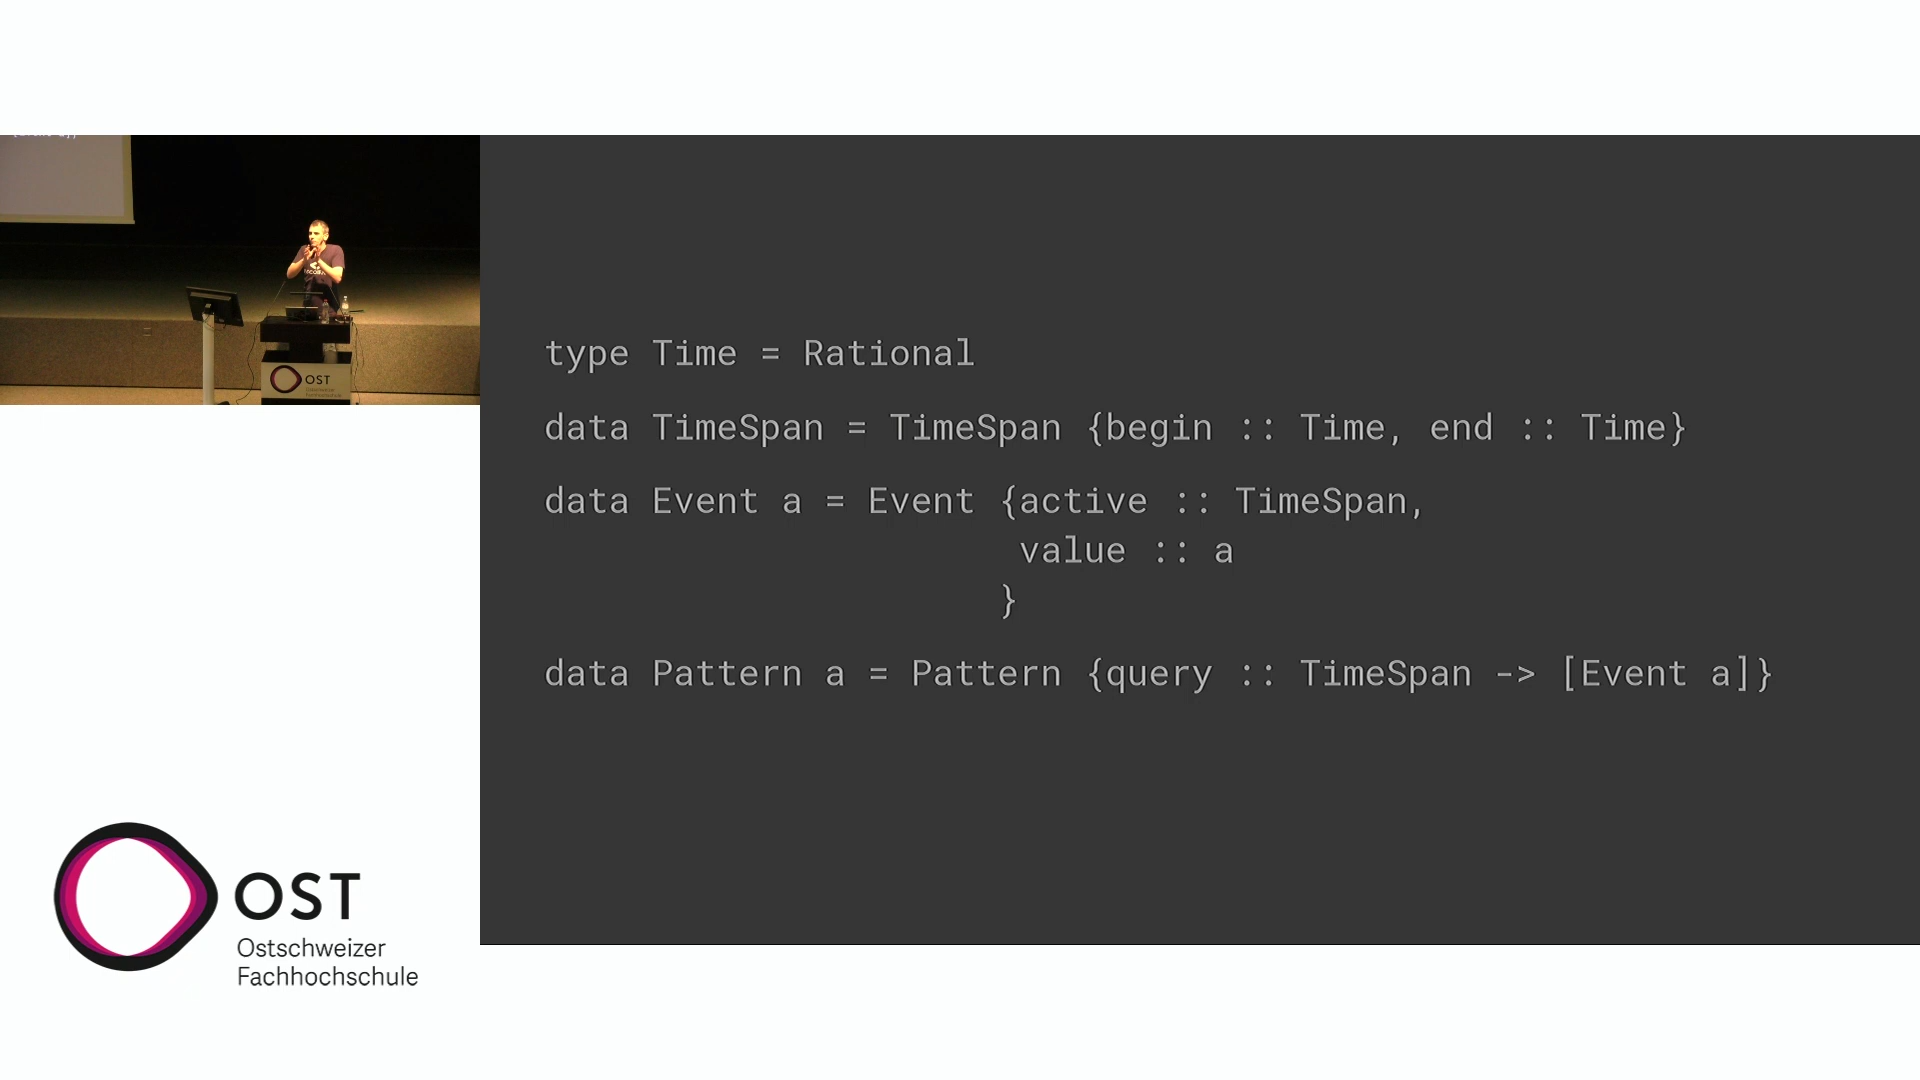 OST
type Time = Rational
data TimeSpan = TimeSpan {begin :: Time, end :: Time}
data Event a = Event {active :: TimeSpan,
value :: a
}
data Pattern a = Pattern {query :: TimeSpan -> [Event a]}
OST
Ostschweizer
Fachhochschule